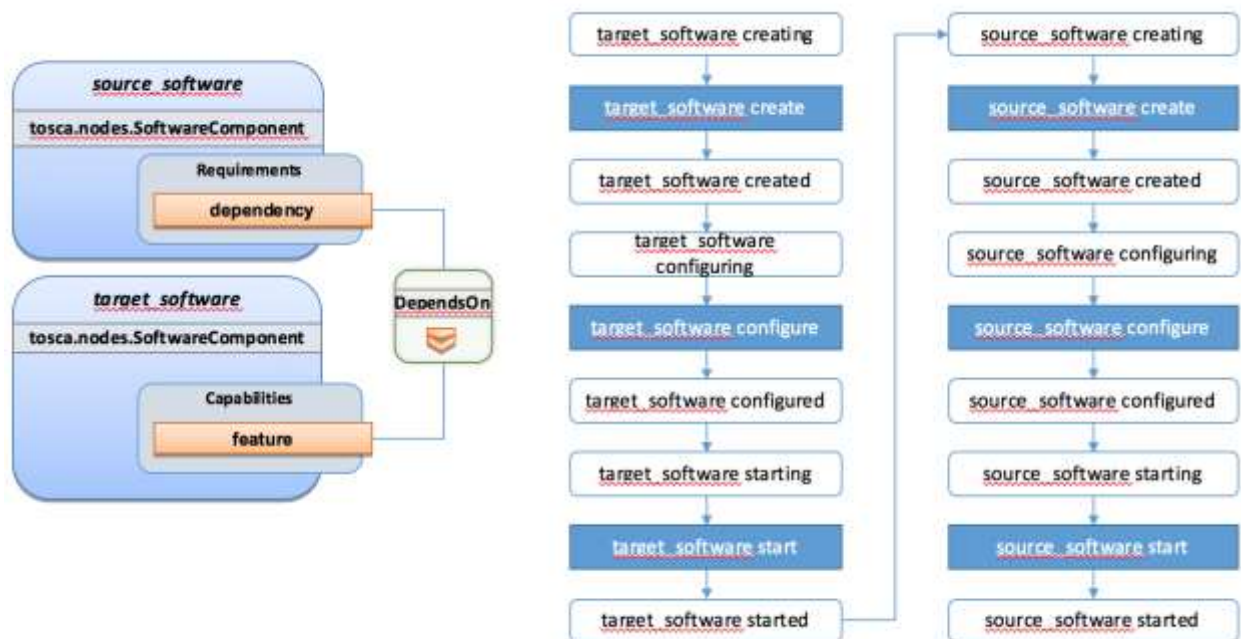 source_software
tosca.nodes.SoftwareComponent
Requirements
dependency
target_software
tosca.nodes.SoftwareComponent
Capabilities
feature
DependsOn
target_software creating
target_software create
target_software created
target_software
configuring
target_software configure
target_software configured
target_software starting
target_software start
target_software started
source_software creating
source_software create
source_software created
source_software configuring
source_software configure
source_software configured
source_software starting
source_software start
source_software started